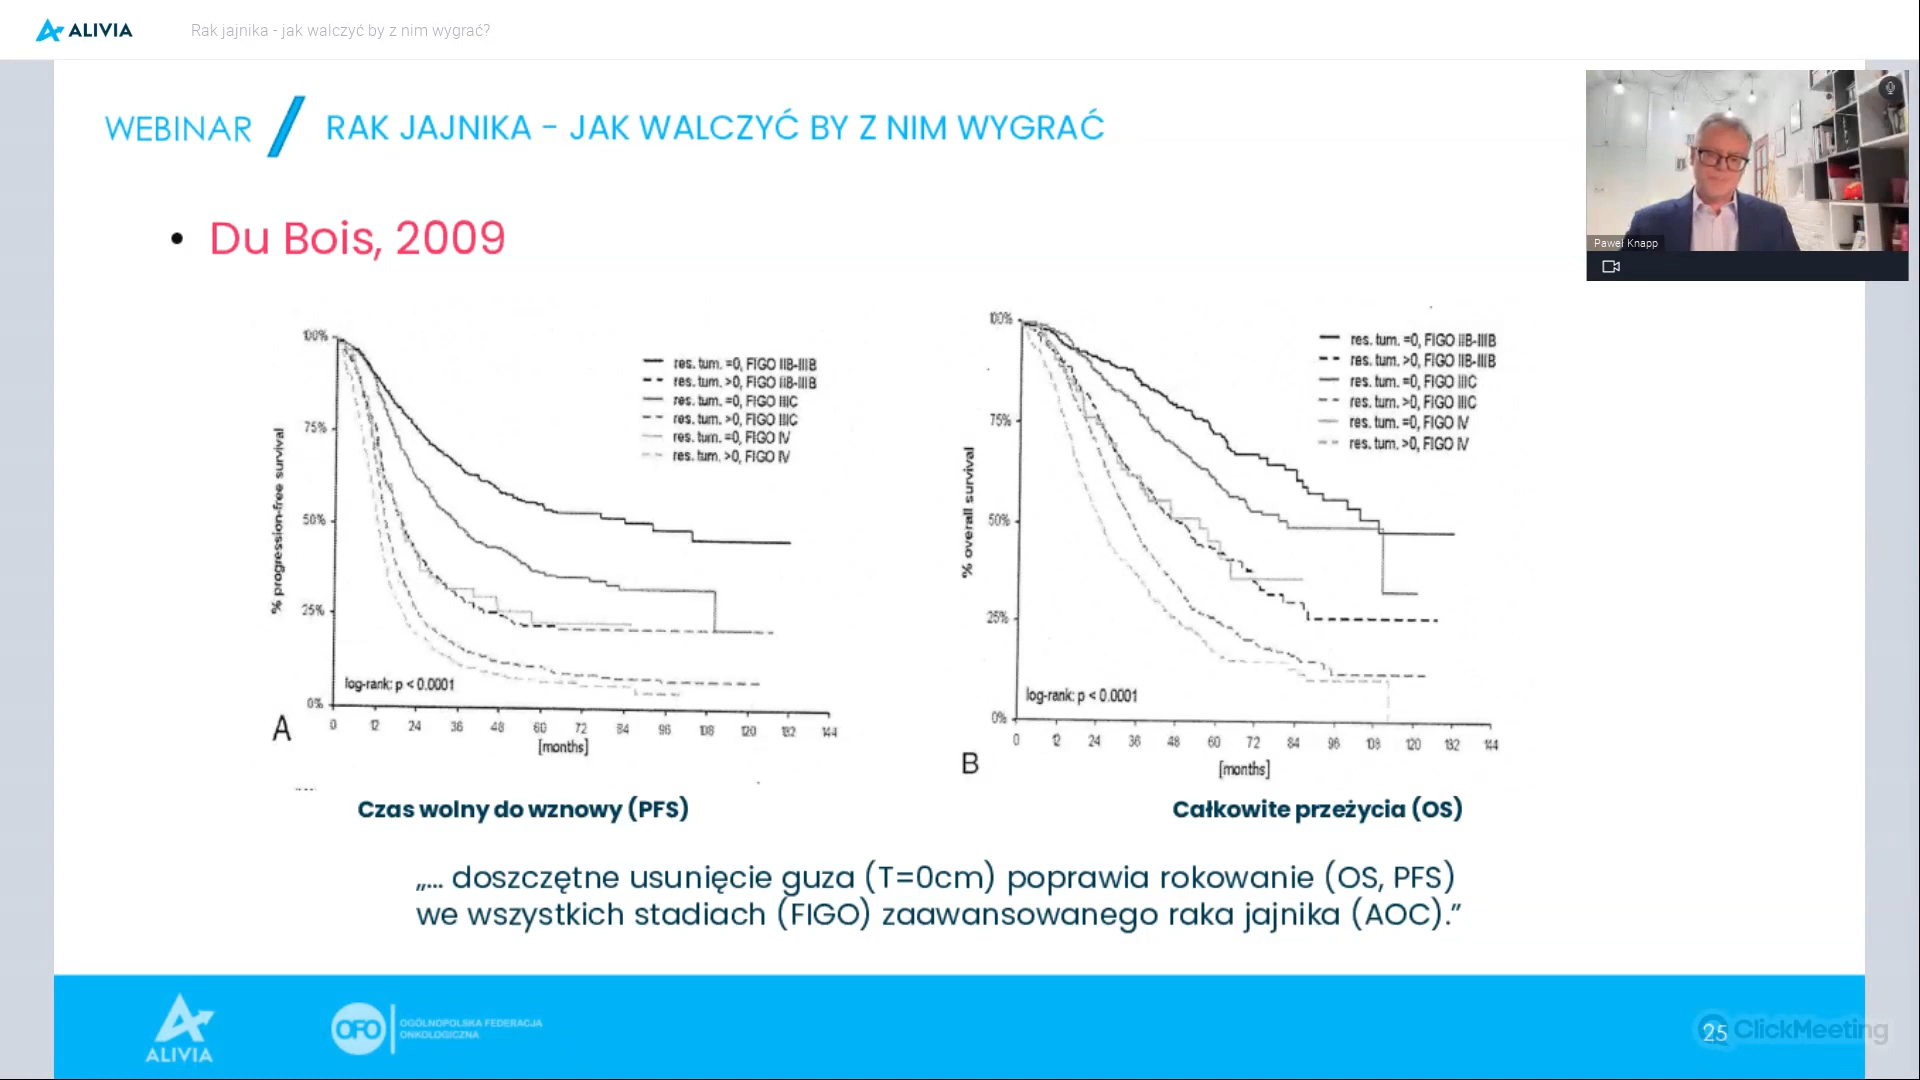 ALIVIA
Rak jajnika - jak walczyć by z nim wygrać?
WEBINAR / RAK JAJNIKA - JAK WALCZYĆ BY Z NIM WYGRAĆ
Paweł Knapp
• Du Bois, 2009
% progression-free survival
100%
75%
50%
25%
0%
res. tum. =0, FIGO IIB-IIIB
res. tum. >0, FIGO IIB-IIIB
res. tum. =0, FIGO IIIC
res. tum. >0, FIGO IIIC
res. tum. =0, FIGO IV
res. tum. >0, FIGO IV
log-rank: p < 0.0001
0 12 24 36 48 60 72 84 96 108 120 132 144
[months]
A
% overall survival
100%
75%
50%
25%
0%
res. tum. =0, FIGO IIB-IIIB
res. tum. >0, FIGO IIB-IIIB
res. tum. =0, FIGO IIIC
res. tum. >0, FIGO IIIC
res. tum. =0, FIGO IV
res. tum. >0, FIGO IV
log-rank: p < 0.0001
0 12 24 36 48 60 72 84 96 108 120 132 144
[months]
B
Czas wolny do wznowy (PFS)
Całkowite przeżycia (OS)
„... doszczętne usunięcie guza (T=0cm) poprawia rokowanie (OS, PFS)
we wszystkich stadiach (FIGO) zaawansowanego raka jajnika (AOC).”
ALIVIA
OFO
OGÓLNOPOLSKA FEDERACJA
ONKOLOGICZNA
25
ClickMeeting